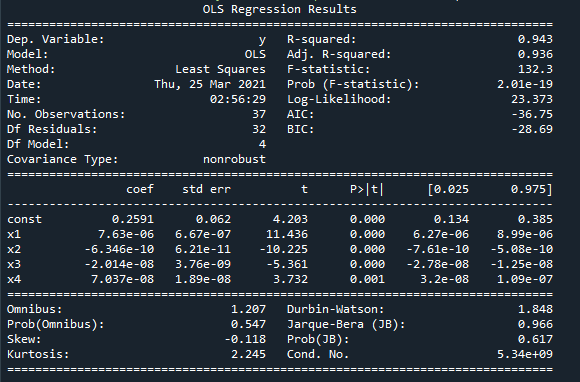 OLS Regression Results
==============================================================================
Dep. Variable:                      y   R-squared:                       0.943
Model:                            OLS   Adj. R-squared:                  0.936
Method:                 Least Squares   F-statistic:                     132.3
Date:                Thu, 25 Mar 2021   Prob (F-statistic):           2.01e-19
Time:                        02:56:29   Log-Likelihood:                 23.373
No. Observations:                  37   AIC:                            -36.75
Df Residuals:                      32   BIC:                            -28.69
Df Model:                           4
Covariance Type:            nonrobust
==============================================================================
coef    std err          t      P>|t|      [0.025      0.975]
------------------------------------------------------------------------------
const          0.2591      0.062      4.203      0.000       0.134       0.385
x1           7.63e-06   6.67e-07     11.436      0.000    6.27e-06    8.99e-06
x2         -6.346e-10   6.21e-11    -10.225      0.000   -7.61e-10   -5.08e-10
x3         -2.014e-08   3.76e-09     -5.361      0.000   -2.78e-08   -1.25e-08
x4          7.037e-08   1.89e-08      3.732      0.001     3.2e-08    1.09e-07
==============================================================================
Omnibus:                        1.207   Durbin-Watson:                   1.848
Prob(Omnibus):                  0.547   Jarque-Bera (JB):                0.966
Skew:                          -0.118   Prob(JB):                        0.617
Kurtosis:                       2.245   Cond. No.                     5.34e+09
==============================================================================